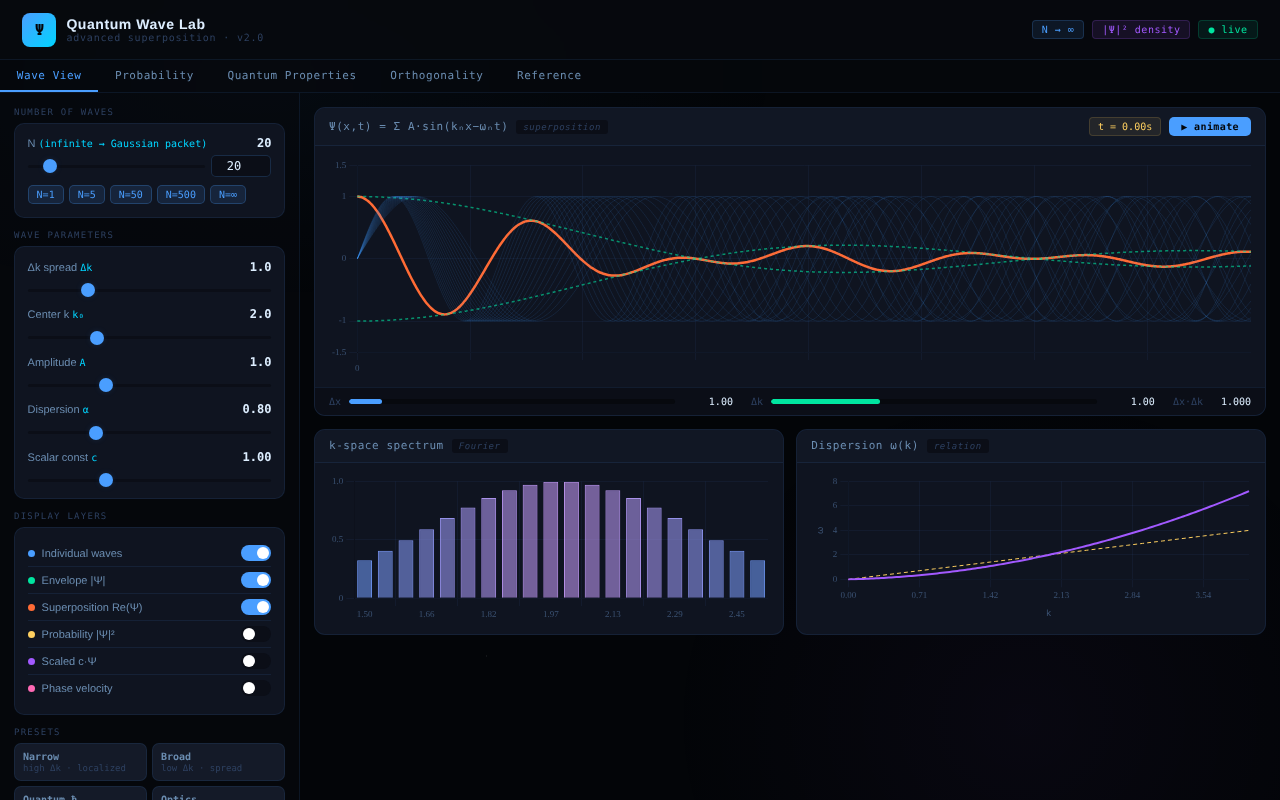 Ψ
Quantum Wave Lab
advanced superposition · v2.0
N → ∞
|Ψ|² density
● live
Wave View
Probability
Quantum Properties
Orthogonality
Reference
NUMBER OF WAVES
N (infinite → Gaussian packet) 20
20
N=1 N=5 N=50 N=500 N=∞
WAVE PARAMETERS
Δk spread Δk 1.0
Center k k₀ 2.0
Amplitude A 1.0
Dispersion α 0.80
Scalar const c 1.00
DISPLAY LAYERS
Individual waves
Envelope |Ψ|
Superposition Re(Ψ)
Probability |Ψ|²
Scaled c·Ψ
Phase velocity
PRESETS
Narrow
high Δk · localized
Broad
low Δk · spread
Quantum ℏ
Optics
Ψ(x,t) = Σ A·sin(kₙx−ωₙt) superposition
t = 0.00s
▶ animate
1.5
1
0
-1
-1.5
0
Δx 1.00 Δk 1.00 Δx·Δk 1.000
k-space spectrum Fourier
1.0
0.5
0
1.50 1.66 1.82 1.97 2.13 2.29 2.45
Dispersion ω(k) relation
8
6
4
2
0
ω
0.00 0.71 1.42 2.13 2.84 3.54
k